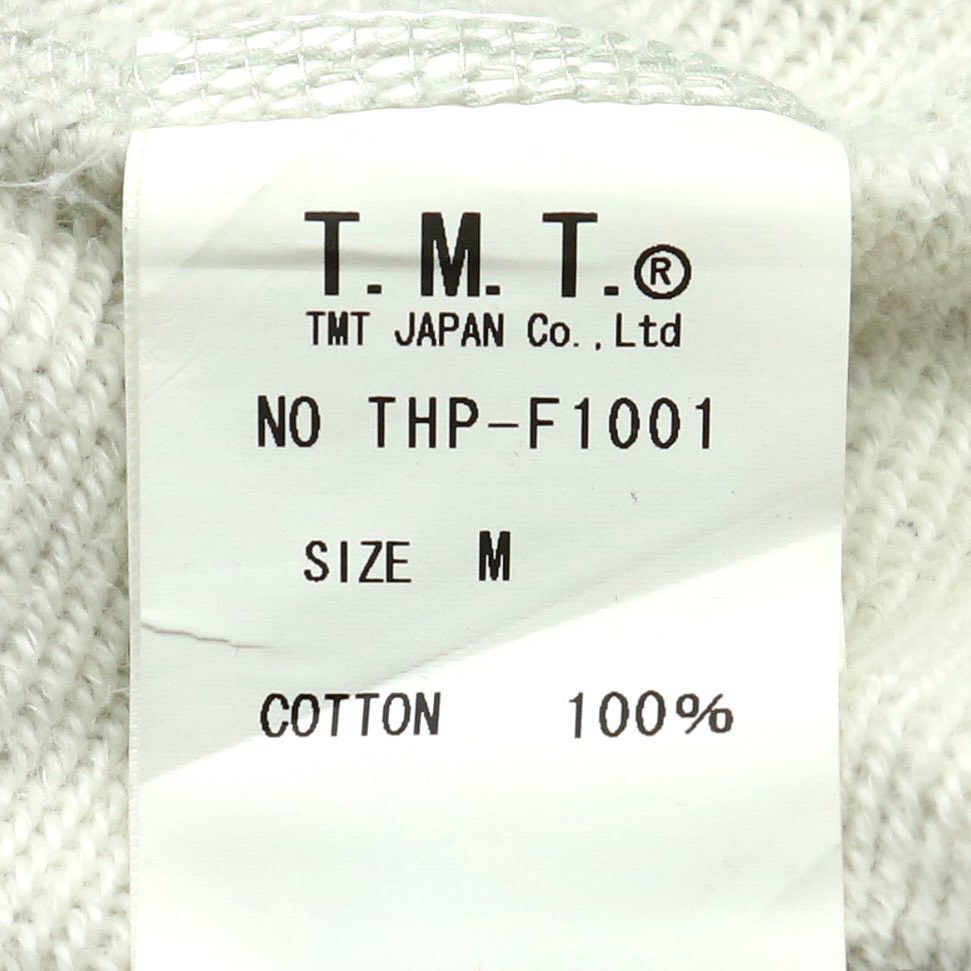 T.M.T.®
TMT JAPAN Co.,Ltd
NO THP-F1001
SIZE M
COTTON 100%